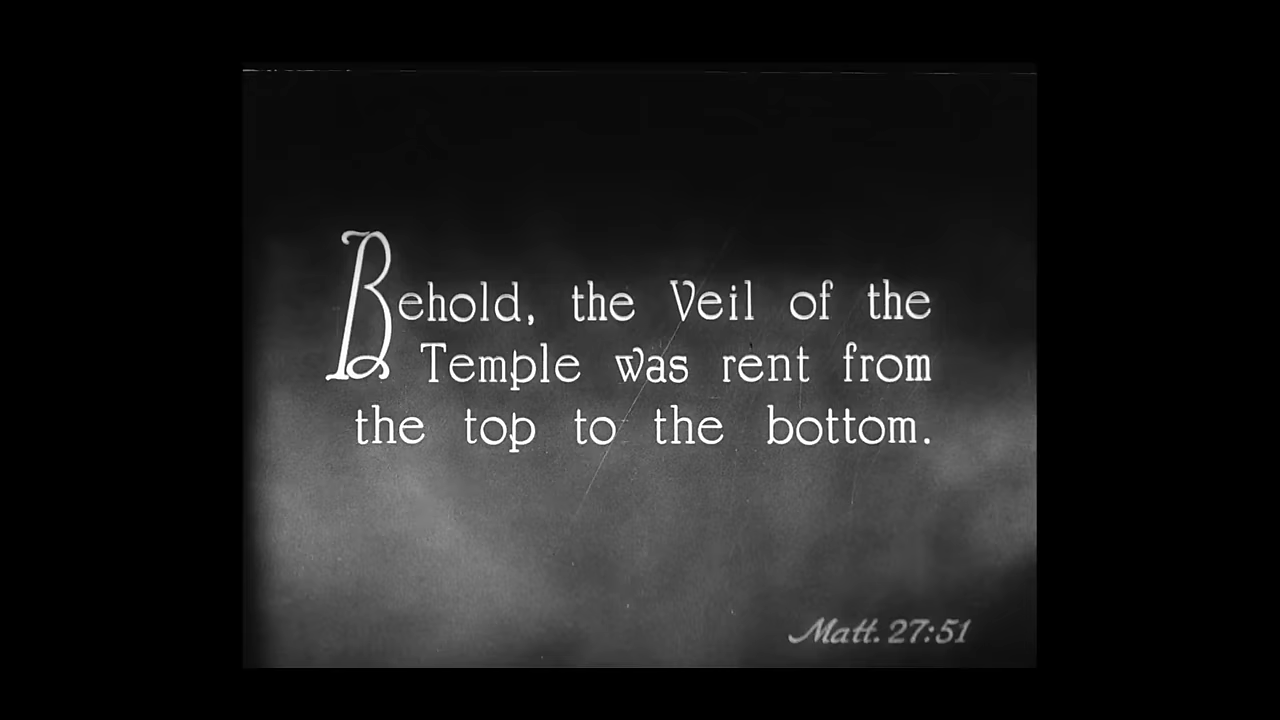 Behold, the Veil of the
Temple was rent from
the top to the bottom.
Matt. 27:51